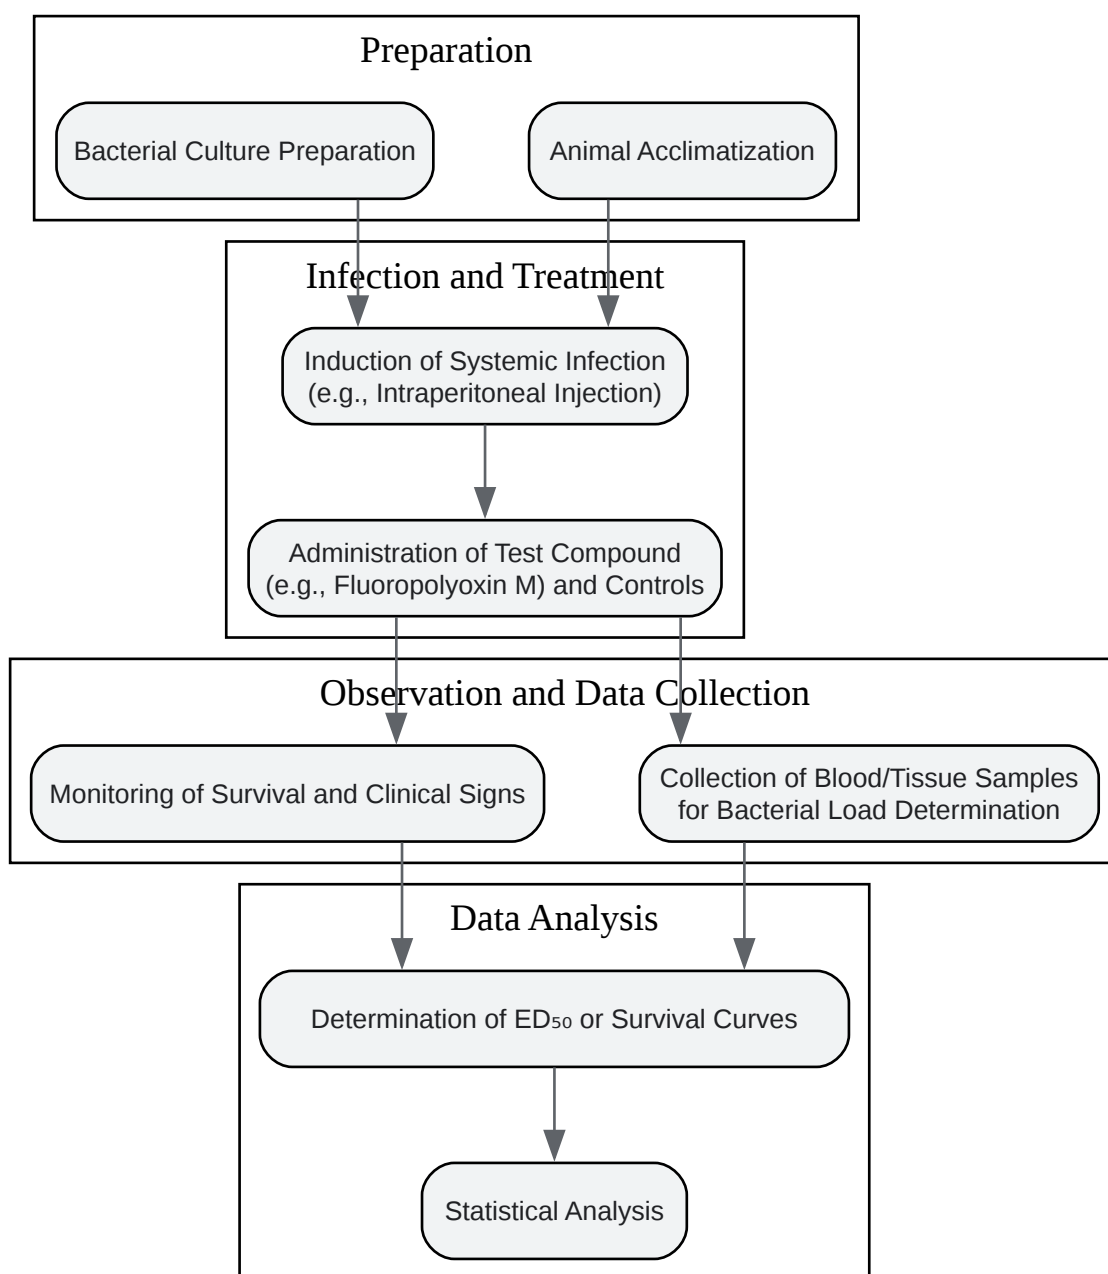 Preparation
Bacterial Culture Preparation
Animal Acclimatization
Infection and Treatment
Induction of Systemic Infection
(e.g., Intraperitoneal Injection)
Administration of Test Compound
(e.g., Fluoropolyoxin M) and Controls
Observation and Data Collection
Monitoring of Survival and Clinical Signs
Collection of Blood/Tissue Samples
for Bacterial Load Determination
Data Analysis
Determination of ED₅₀ or Survival Curves
Statistical Analysis